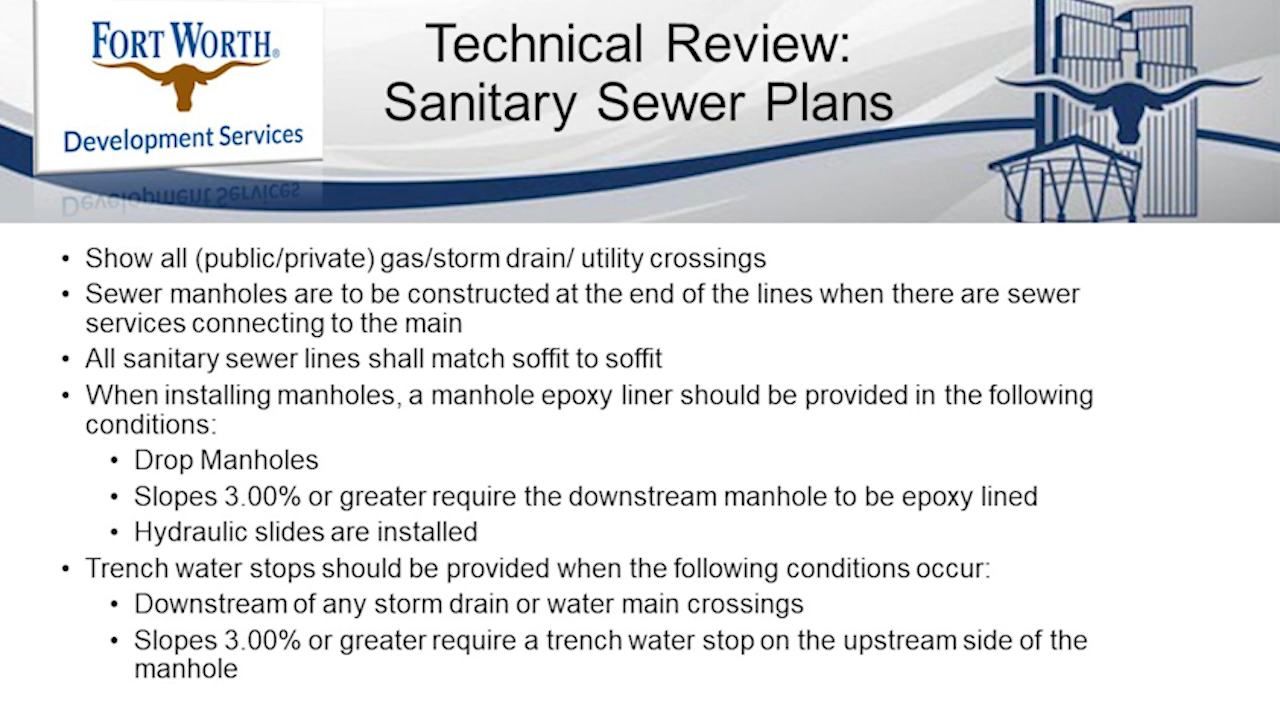 FORT WORTH®
Development Services
Technical Review:
Sanitary Sewer Plans
• Show all (public/private) gas/storm drain/ utility crossings
• Sewer manholes are to be constructed at the end of the lines when there are sewer
services connecting to the main
• All sanitary sewer lines shall match soffit to soffit
• When installing manholes, a manhole epoxy liner should be provided in the following
conditions:
• Drop Manholes
• Slopes 3.00% or greater require the downstream manhole to be epoxy lined
• Hydraulic slides are installed
• Trench water stops should be provided when the following conditions occur:
• Downstream of any storm drain or water main crossings
• Slopes 3.00% or greater require a trench water stop on the upstream side of the
manhole